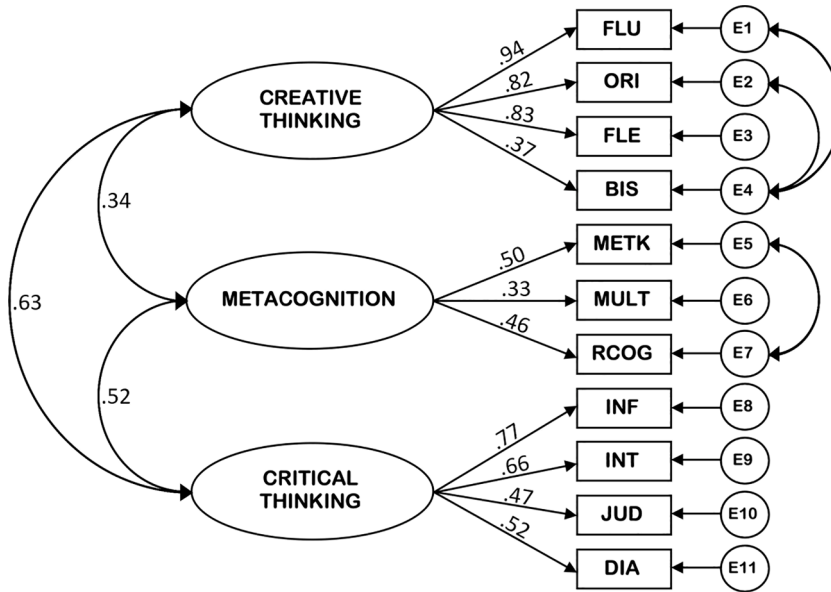 FLU
E1
.94
ORI
E2
.82
CREATIVE
THINKING
FLE
E3
.83
BIS
E4
.37
.34
METK
E5
.50
METACOGNITION
MULT
E6
.33
.63
RCOG
E7
.46
.52
INF
E8
.77
INT
E9
.66
CRITICAL
THINKING
JUD
E10
.47
DIA
E11
.52